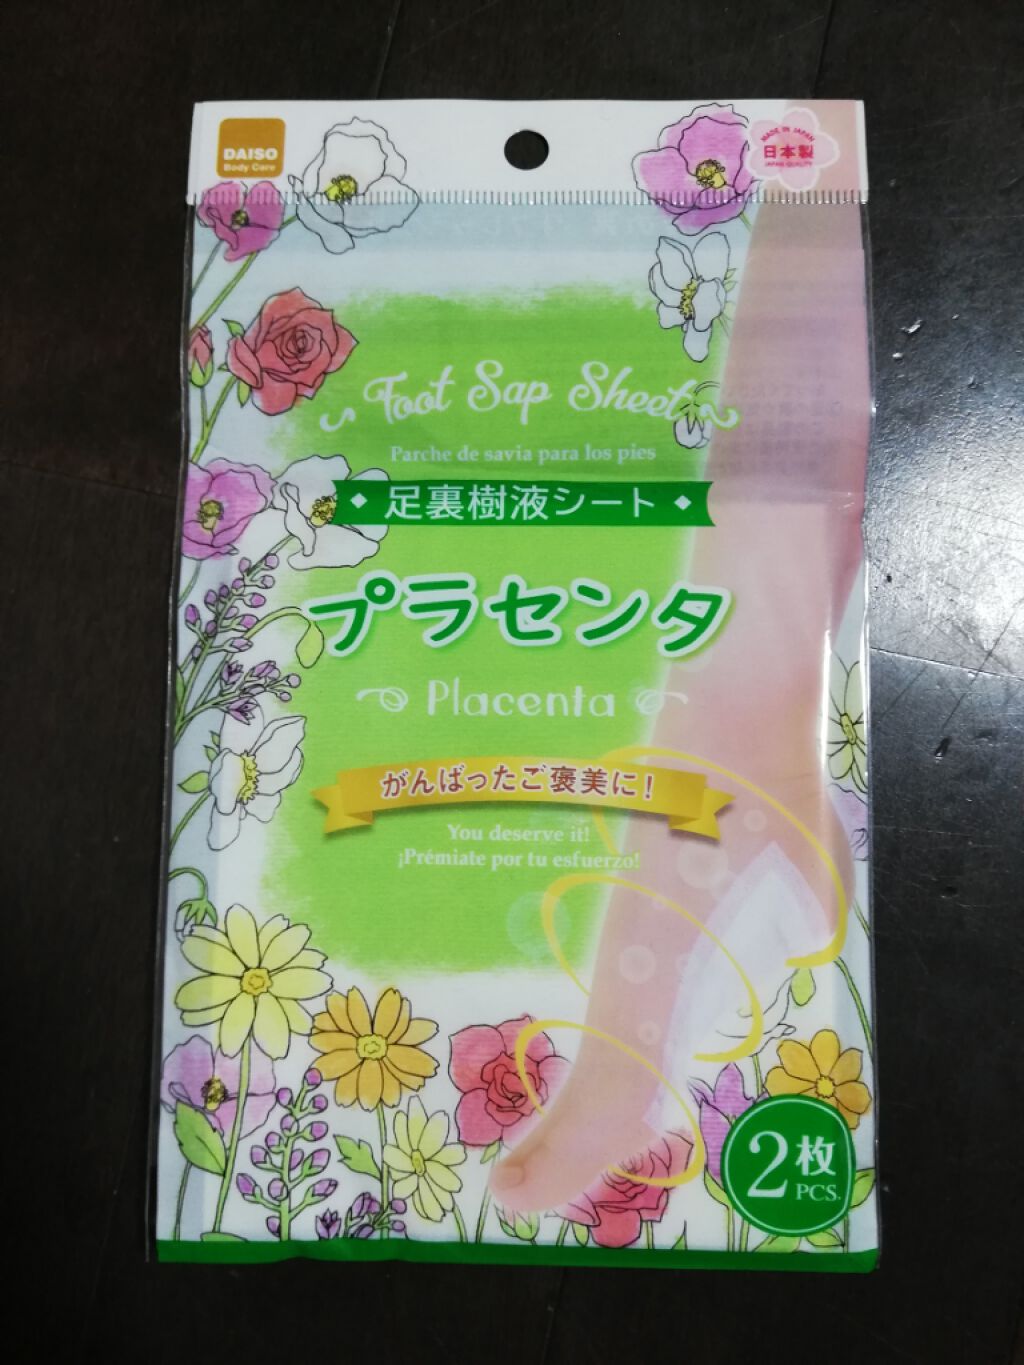 DAISO
Body Care
MADE IN JAPAN
日本製
JAPAN QUALITY
Foot Sap Sheet
Parche de savia para los pies
足裏樹液シート
プラセンタ
Placenta
がんばったご褒美に!
You deserve it!
¡Prémiate por tu esfuerzo!
2枚
PCS.